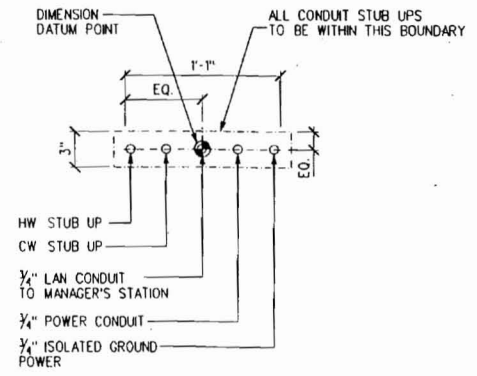 DIMENSION
DATUM POINT
ALL CONDUIT STUB UPS
TO BE WITHIN THIS BOUNDARY
1'-1"
EQ.
3"
EQ.
HW STUB UP
CW STUB UP
3/4" LAN CONDUIT
TO MANAGER'S STATION
3/4" POWER CONDUIT
3/4" ISOLATED GROUND
POWER